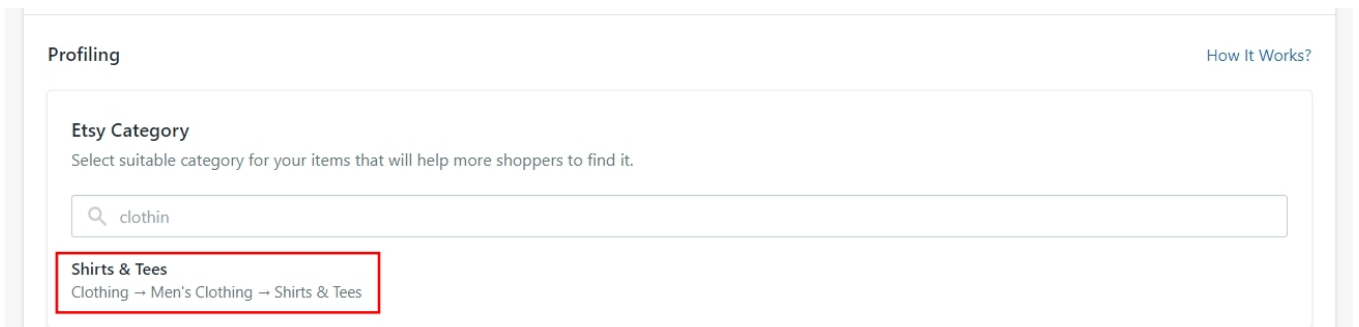 Profiling
How It Works?
Etsy Category
Select suitable category for your items that will help more shoppers to find it.
clothin
Shirts & Tees
Clothing → Men's Clothing → Shirts & Tees